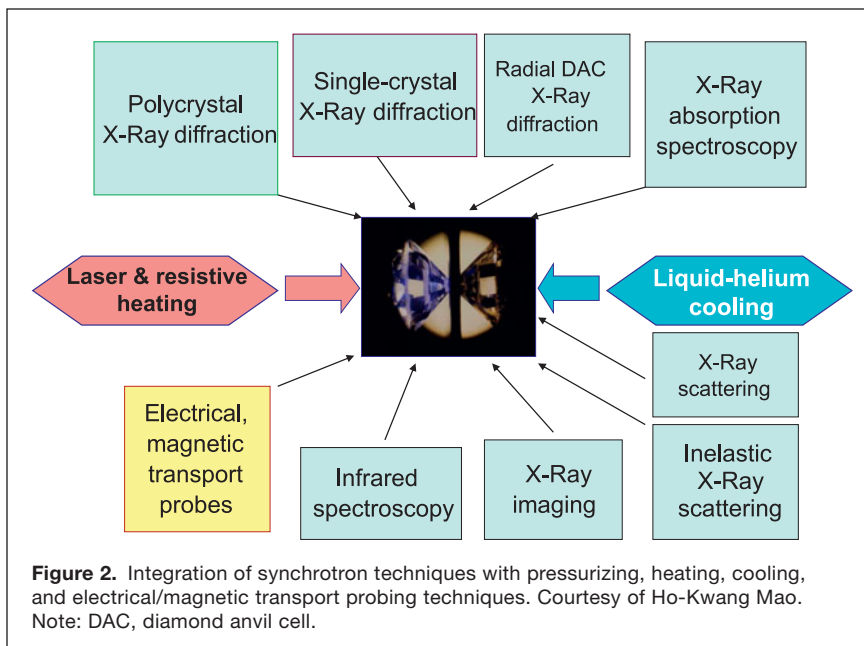 Polycrystal
X-Ray diffraction
Single-crystal
X-Ray diffraction
Radial DAC
X-Ray
diffraction
X-Ray
absorption
spectroscopy
Laser & resistive
heating
Liquid-helium
cooling
Electrical,
magnetic
transport
probes
Infrared
spectroscopy
X-Ray
imaging
X-Ray
scattering
Inelastic
X-Ray
scattering
Figure 2. Integration of synchrotron techniques with pressurizing, heating, cooling,
and electrical/magnetic transport probing techniques. Courtesy of Ho-Kwang Mao.
Note: DAC, diamond anvil cell.